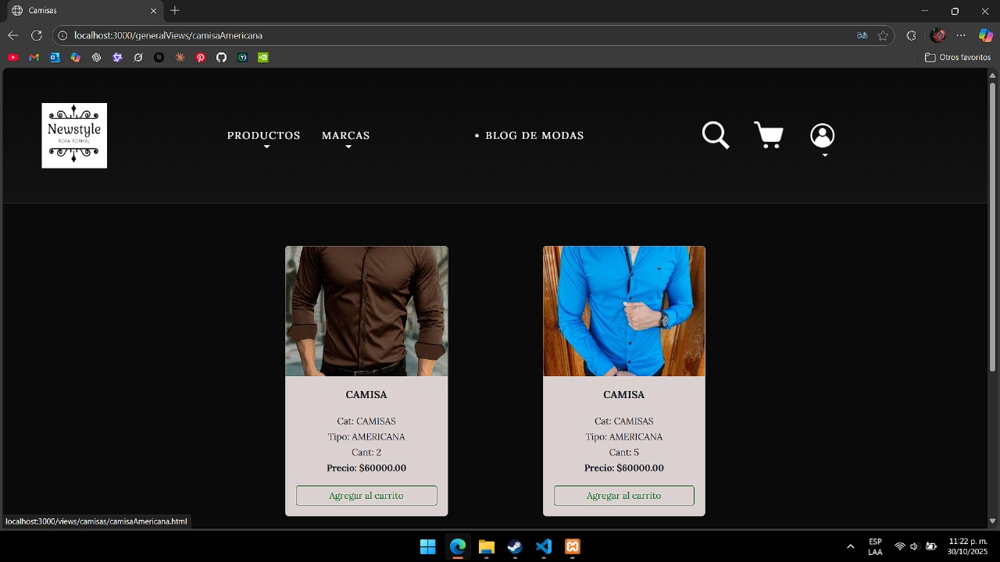 Camisas
localhost:3000/generalViews/camisaAmericana
Otros favoritos
Newstyle
ROPA FORMAL
PRODUCTOS
MARCAS
• BLOG DE MODAS
CAMISA
Cat: CAMISAS
Tipo: AMERICANA
Cant: 2
Precio: $60000.00
Agregar al carrito
CAMISA
Cat: CAMISAS
Tipo: AMERICANA
Cant: 5
Precio: $60000.00
Agregar al carrito
localhost:3000/views/camisas/camisaAmericana.html
ESP
LAA
11:22 p. m.
30/10/2025